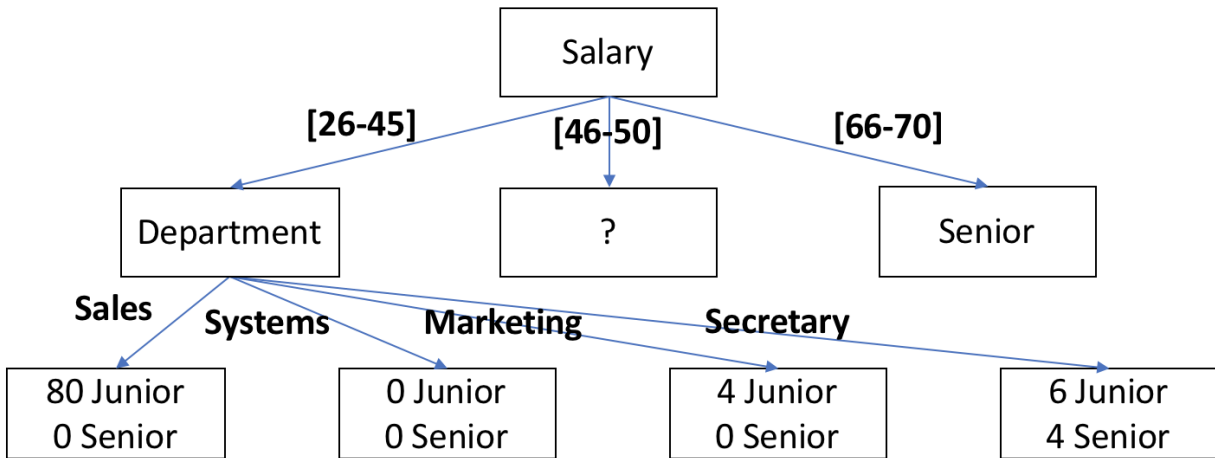 Salary
[26-45]
[46-50]
[66-70]
Department
?
Senior
Sales
Systems
Marketing
Secretary
80 Junior
0 Senior
0 Junior
0 Senior
4 Junior
0 Senior
6 Junior
4 Senior